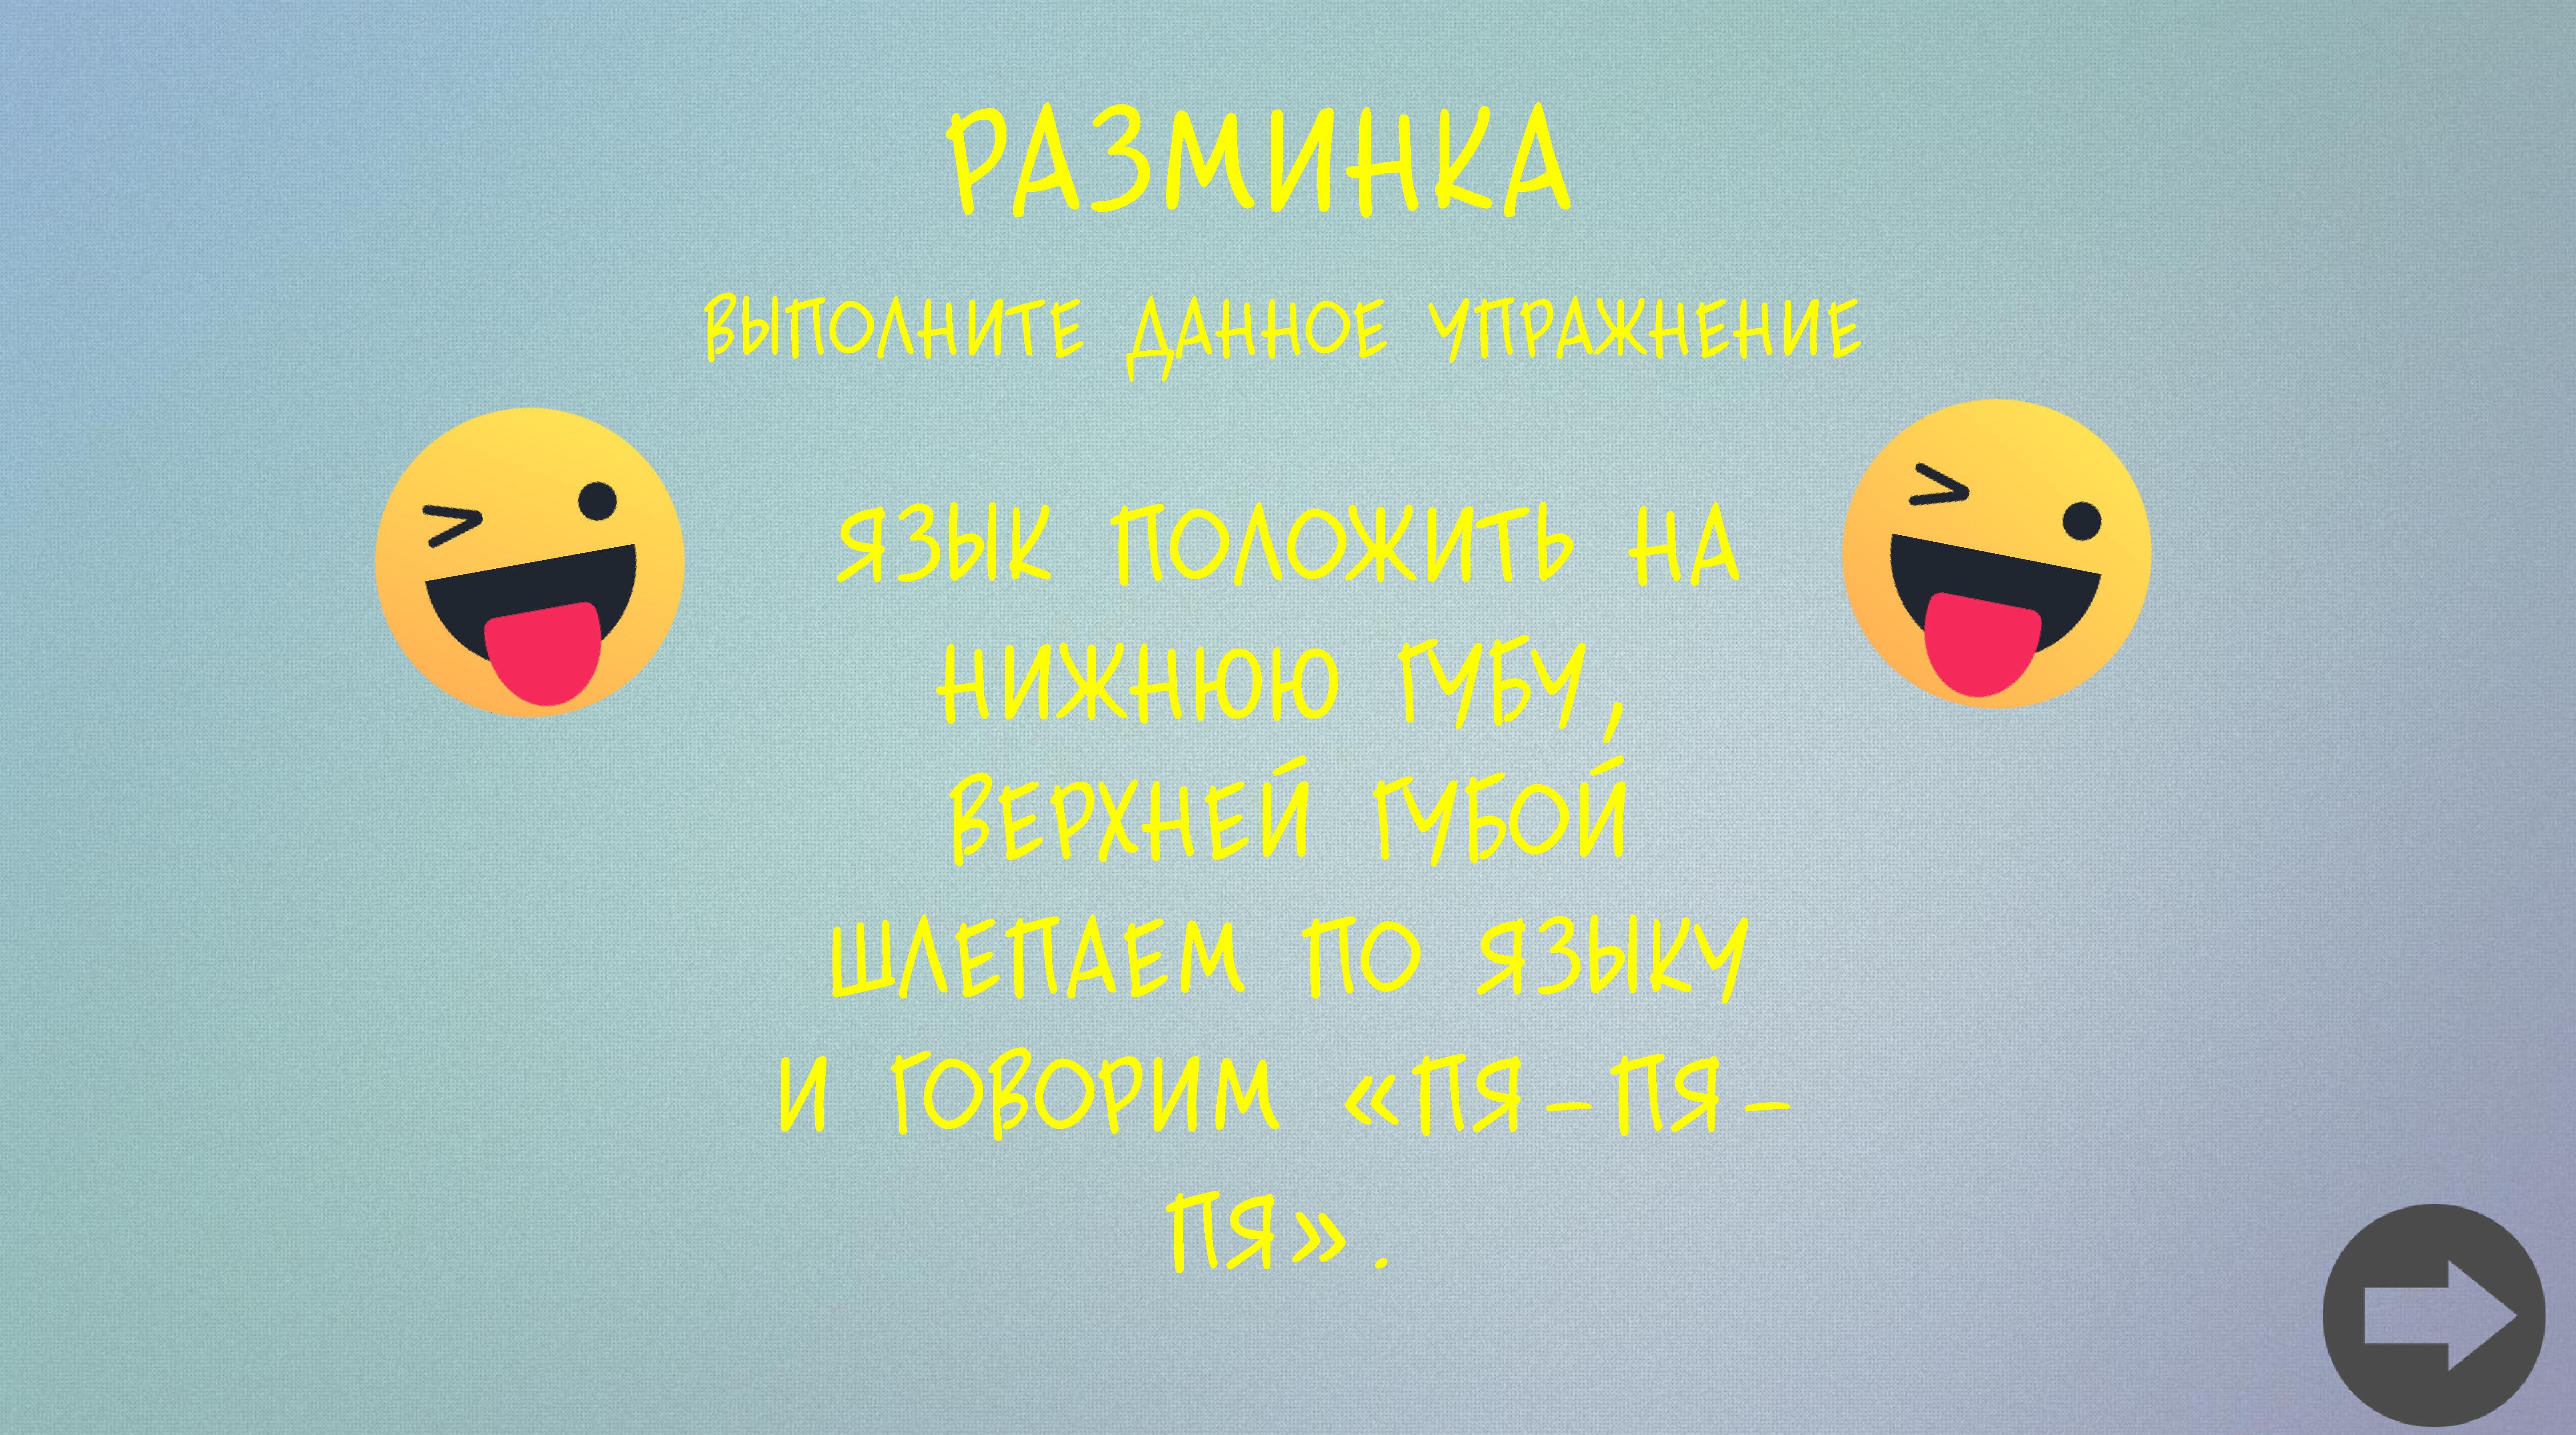 РАЗМИНКА
ВЫПОЛНИТЕ ДАННОЕ УПРАЖНЕНИЕ
ЯЗЫК ПОЛОЖИТЬ НА
НИЖНЮЮ ГУБУ,
ВЕРХНЕЙ ГУБОЙ
ШЛЕПАЕМ ПО ЯЗЫКУ
И ГОВОРИМ «ПЯ-ПЯ-
ПЯ».